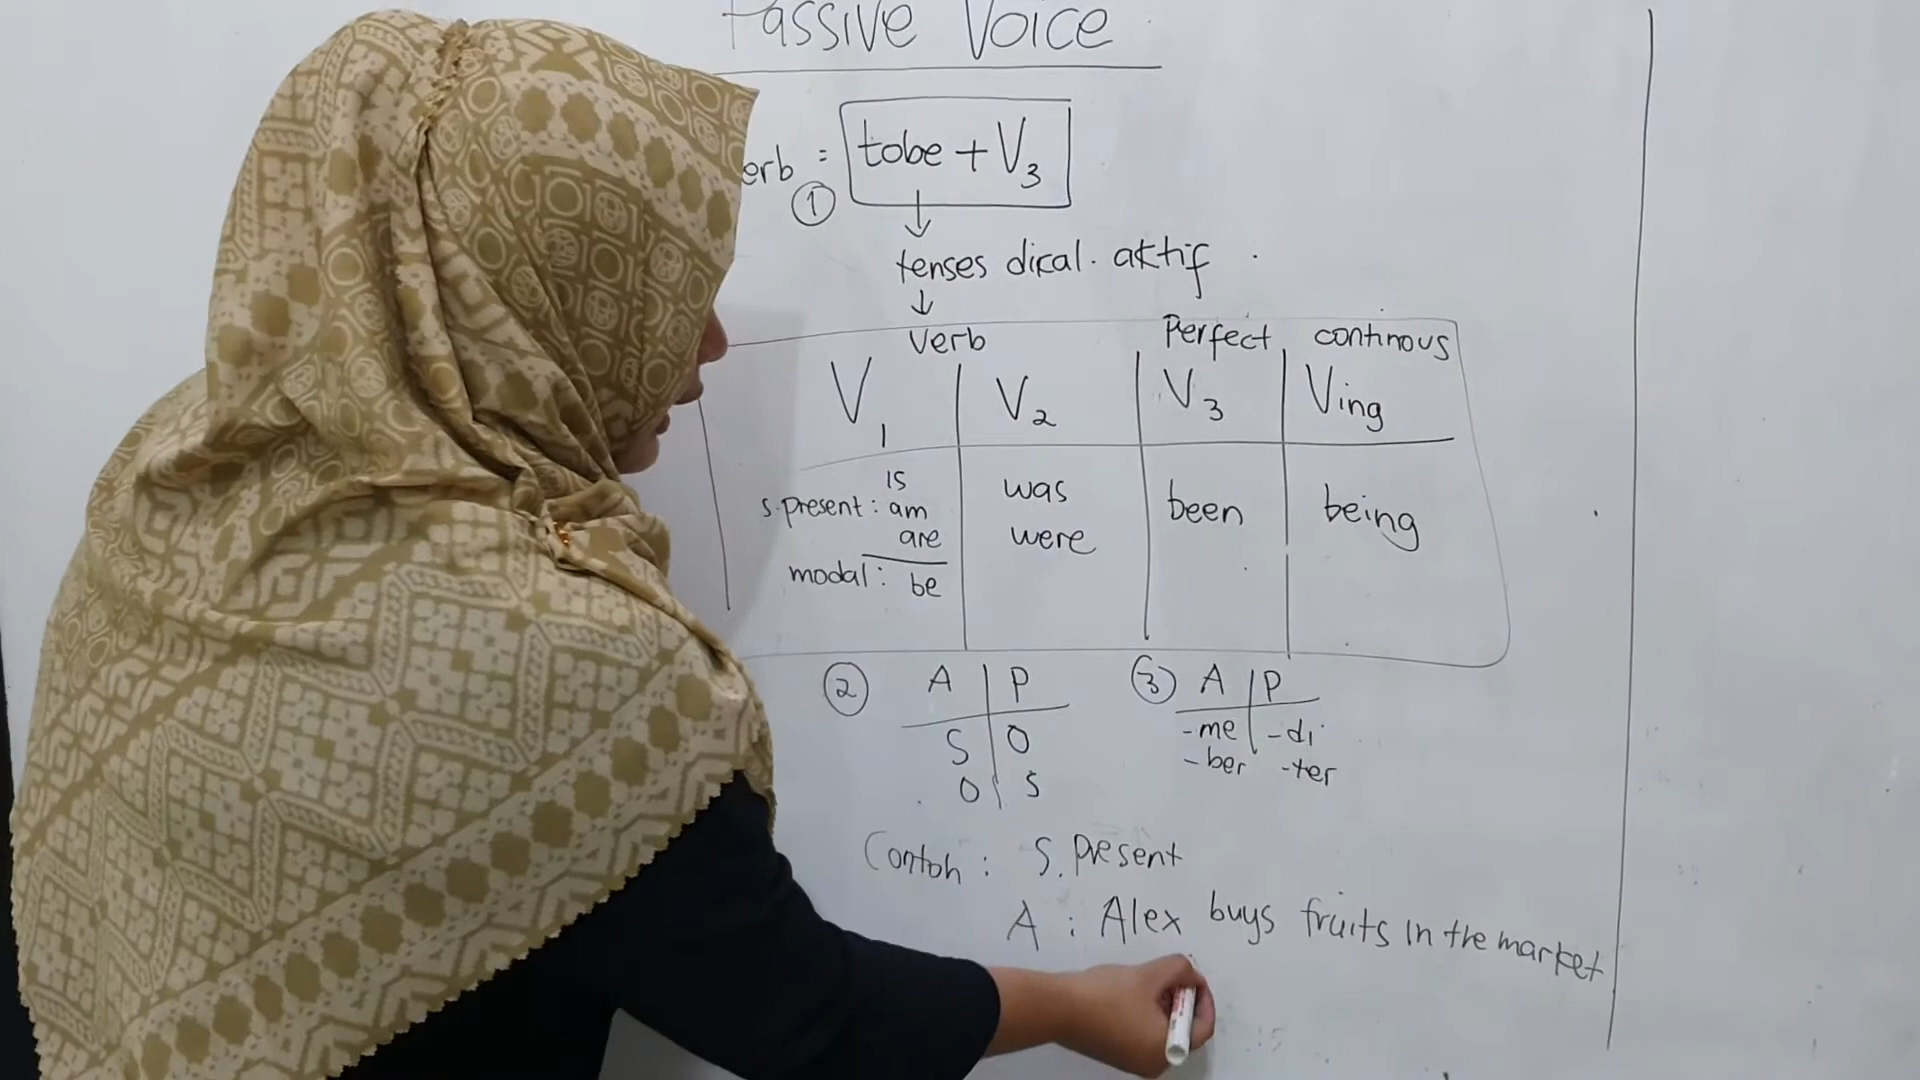 Passive Voice
erb : tobe + V3
①
↓
tenses dikal. aktif
↓
Verb Perfect continous
V1 V2 V3 Ving
is
s.present : am was been being
are were
modal : be
② A P ③ A P
S O -me -di
O S -ber -ter
Contoh : S. Present
A : Alex buys fruits in the market